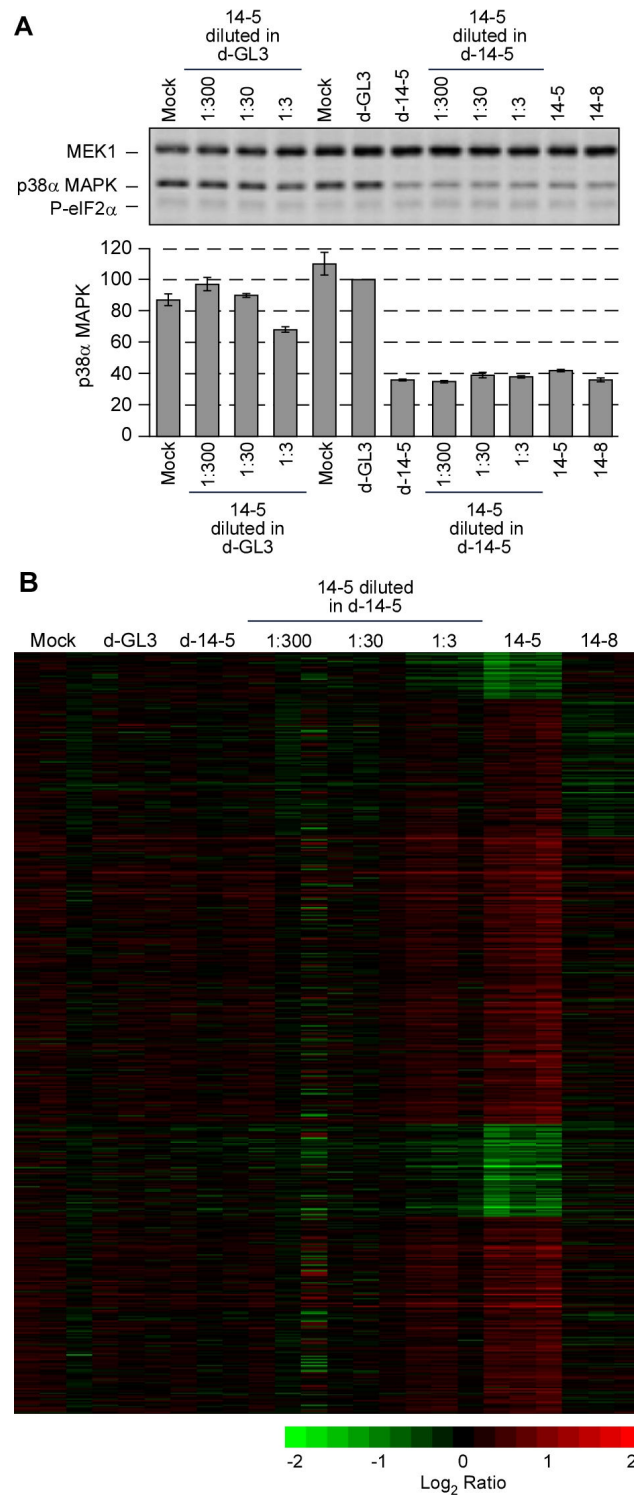 A
14-5
diluted in
d-GL3
14-5
diluted in
d-14-5
Mock 1:300 1:30 1:3 Mock d-GL3 d-14-5 1:300 1:30 1:3 14-5 14-8
MEK1
p38α MAPK
P-eIF2α
p38α MAPK
120
100
80
60
40
20
0
Mock 1:300 1:30 1:3 Mock d-GL3 d-14-5 1:300 1:30 1:3 14-5 14-8
14-5
diluted in
d-GL3
14-5
diluted in
d-14-5
B
14-5 diluted
in d-14-5
Mock d-GL3 d-14-5 1:300 1:30 1:3 14-5 14-8
-2 -1 0 1 2
Log2 Ratio